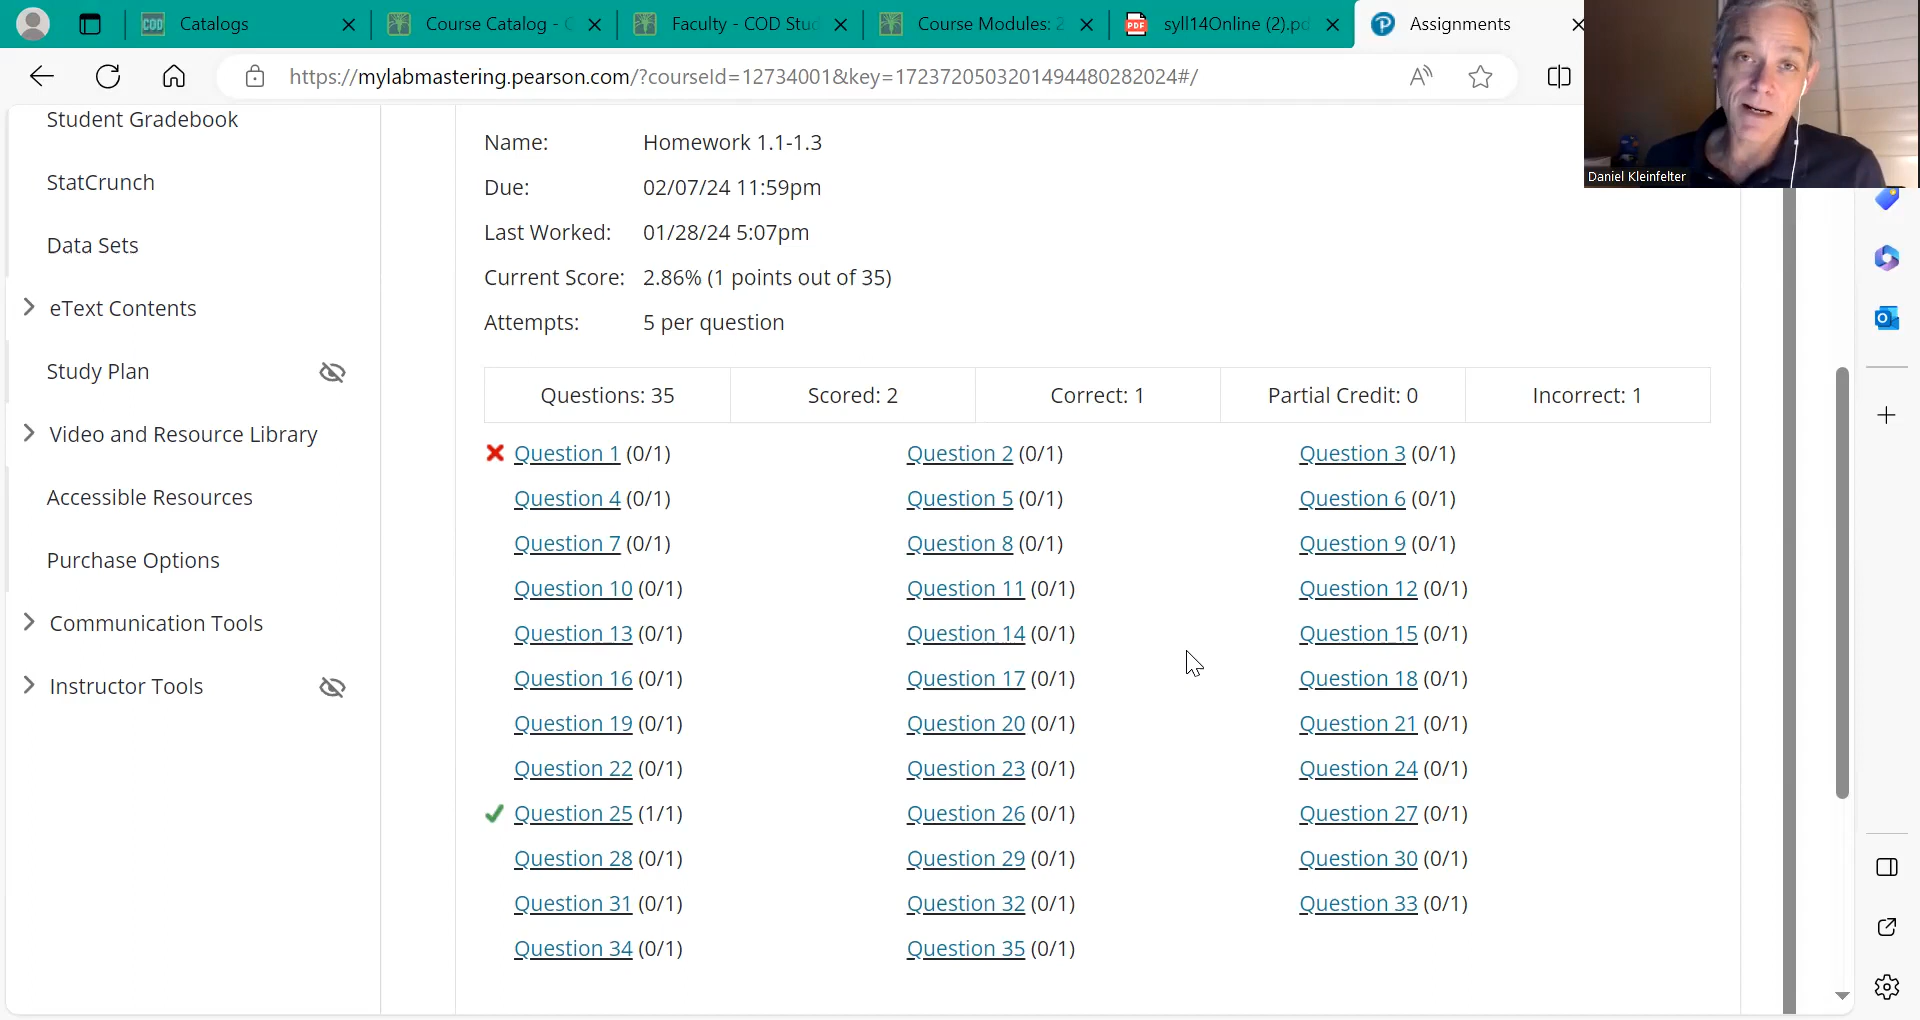 COD Catalogs
Course Catalog - C
Faculty - COD Stud
Course Modules: 2
PDF syll14Online (2).pd
Assignments
https://mylabmastering.pearson.com/?courseId=12734001&key=1723720503201494480282024#/
Daniel Kleinfelter
Student Gradebook
StatCrunch
Data Sets
eText Contents
Study Plan
Video and Resource Library
Accessible Resources
Purchase Options
Communication Tools
Instructor Tools
Name: Homework 1.1-1.3
Due: 02/07/24 11:59pm
Last Worked: 01/28/24 5:07pm
Current Score: 2.86% (1 points out of 35)
Attempts: 5 per question
Questions: 35 Scored: 2 Correct: 1 Partial Credit: 0 Incorrect: 1
Question 1 (0/1) Question 2 (0/1) Question 3 (0/1)
Question 4 (0/1) Question 5 (0/1) Question 6 (0/1)
Question 7 (0/1) Question 8 (0/1) Question 9 (0/1)
Question 10 (0/1) Question 11 (0/1) Question 12 (0/1)
Question 13 (0/1) Question 14 (0/1) Question 15 (0/1)
Question 16 (0/1) Question 17 (0/1) Question 18 (0/1)
Question 19 (0/1) Question 20 (0/1) Question 21 (0/1)
Question 22 (0/1) Question 23 (0/1) Question 24 (0/1)
Question 25 (1/1) Question 26 (0/1) Question 27 (0/1)
Question 28 (0/1) Question 29 (0/1) Question 30 (0/1)
Question 31 (0/1) Question 32 (0/1) Question 33 (0/1)
Question 34 (0/1) Question 35 (0/1)